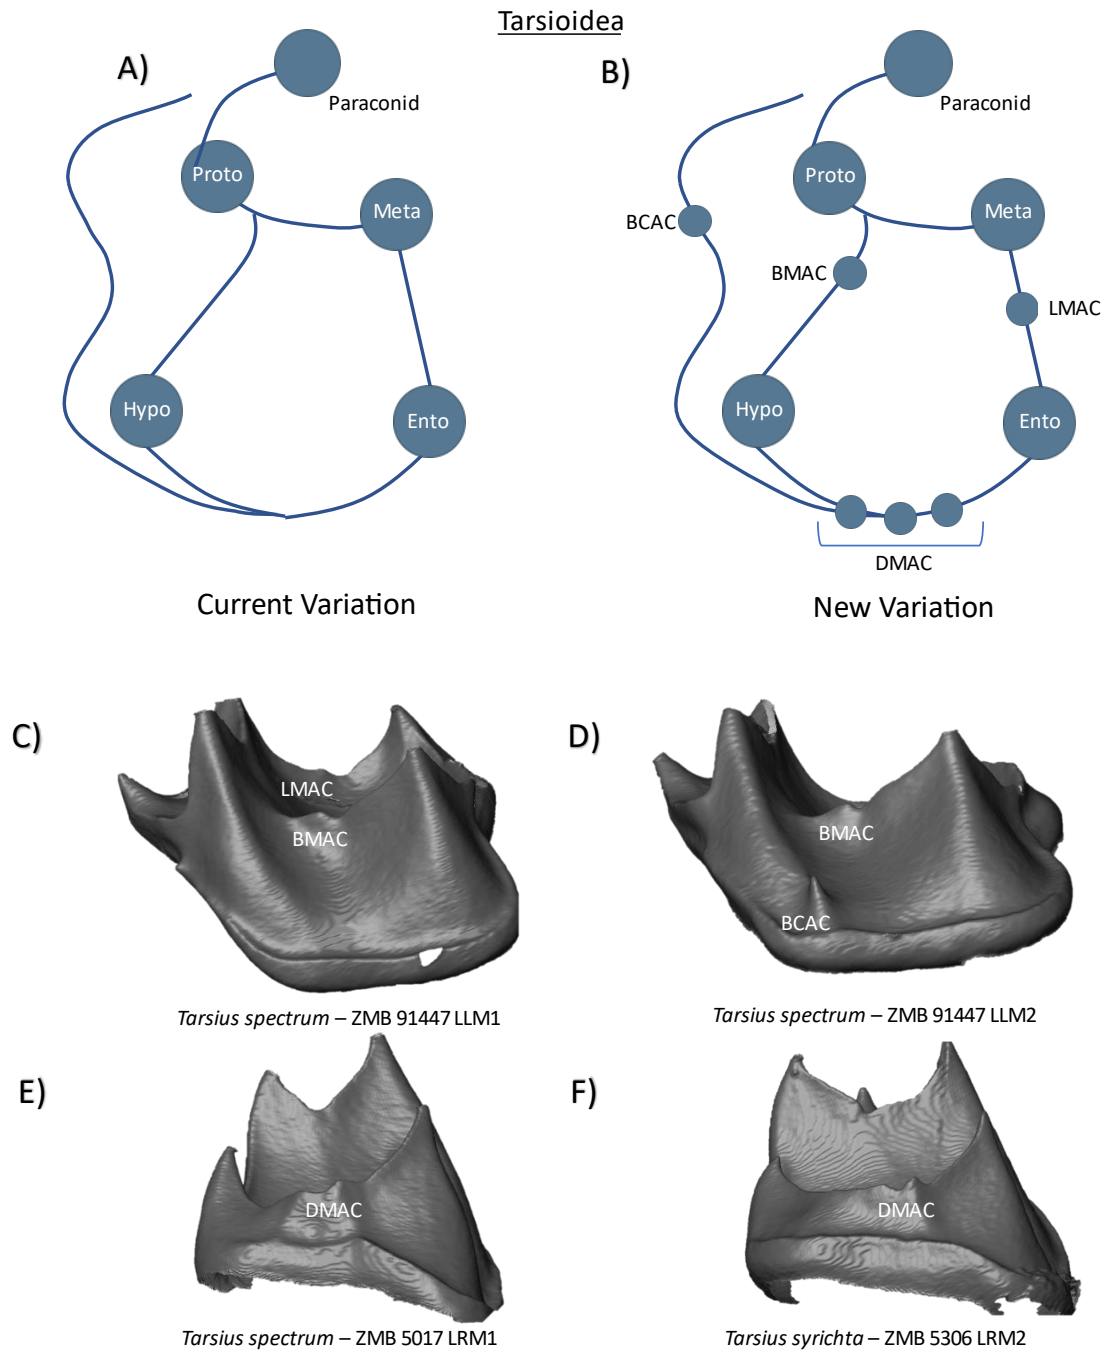 Tarsioidea
A)
B)
Paraconid
Paraconid
Proto
Proto
Meta
Meta
BCAC
BMAC
LMAC
Hypo
Hypo
Ento
Ento
DMAC
Current Variation
New Variation
C)
D)
LMAC
BMAC
BMAC
BCAC
Tarsius spectrum – ZMB 91447 LLM1
Tarsius spectrum – ZMB 91447 LLM2
E)
F)
DMAC
DMAC
Tarsius spectrum – ZMB 5017 LRM1
Tarsius syrichta – ZMB 5306 LRM2